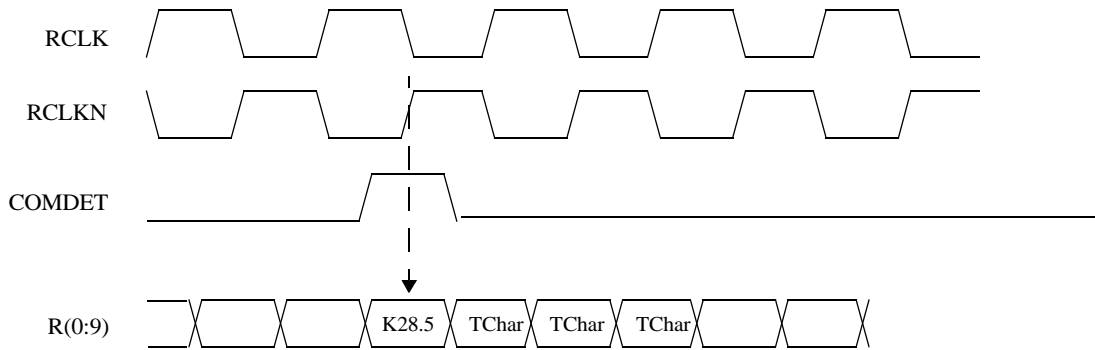 RCLK
RCLKN
COMDET
R(0:9)
K28.5
TChar
TChar
TChar